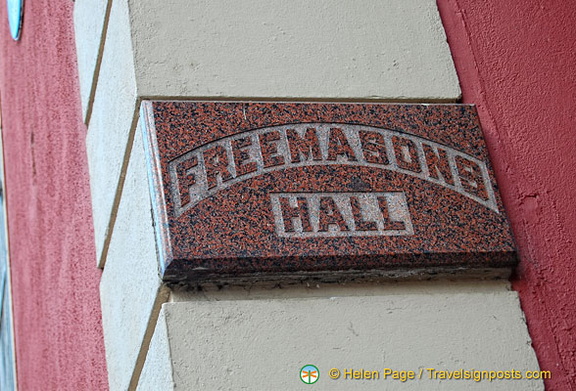 FREEMASONS
HALL
© Helen Page / Travelsignposts.com